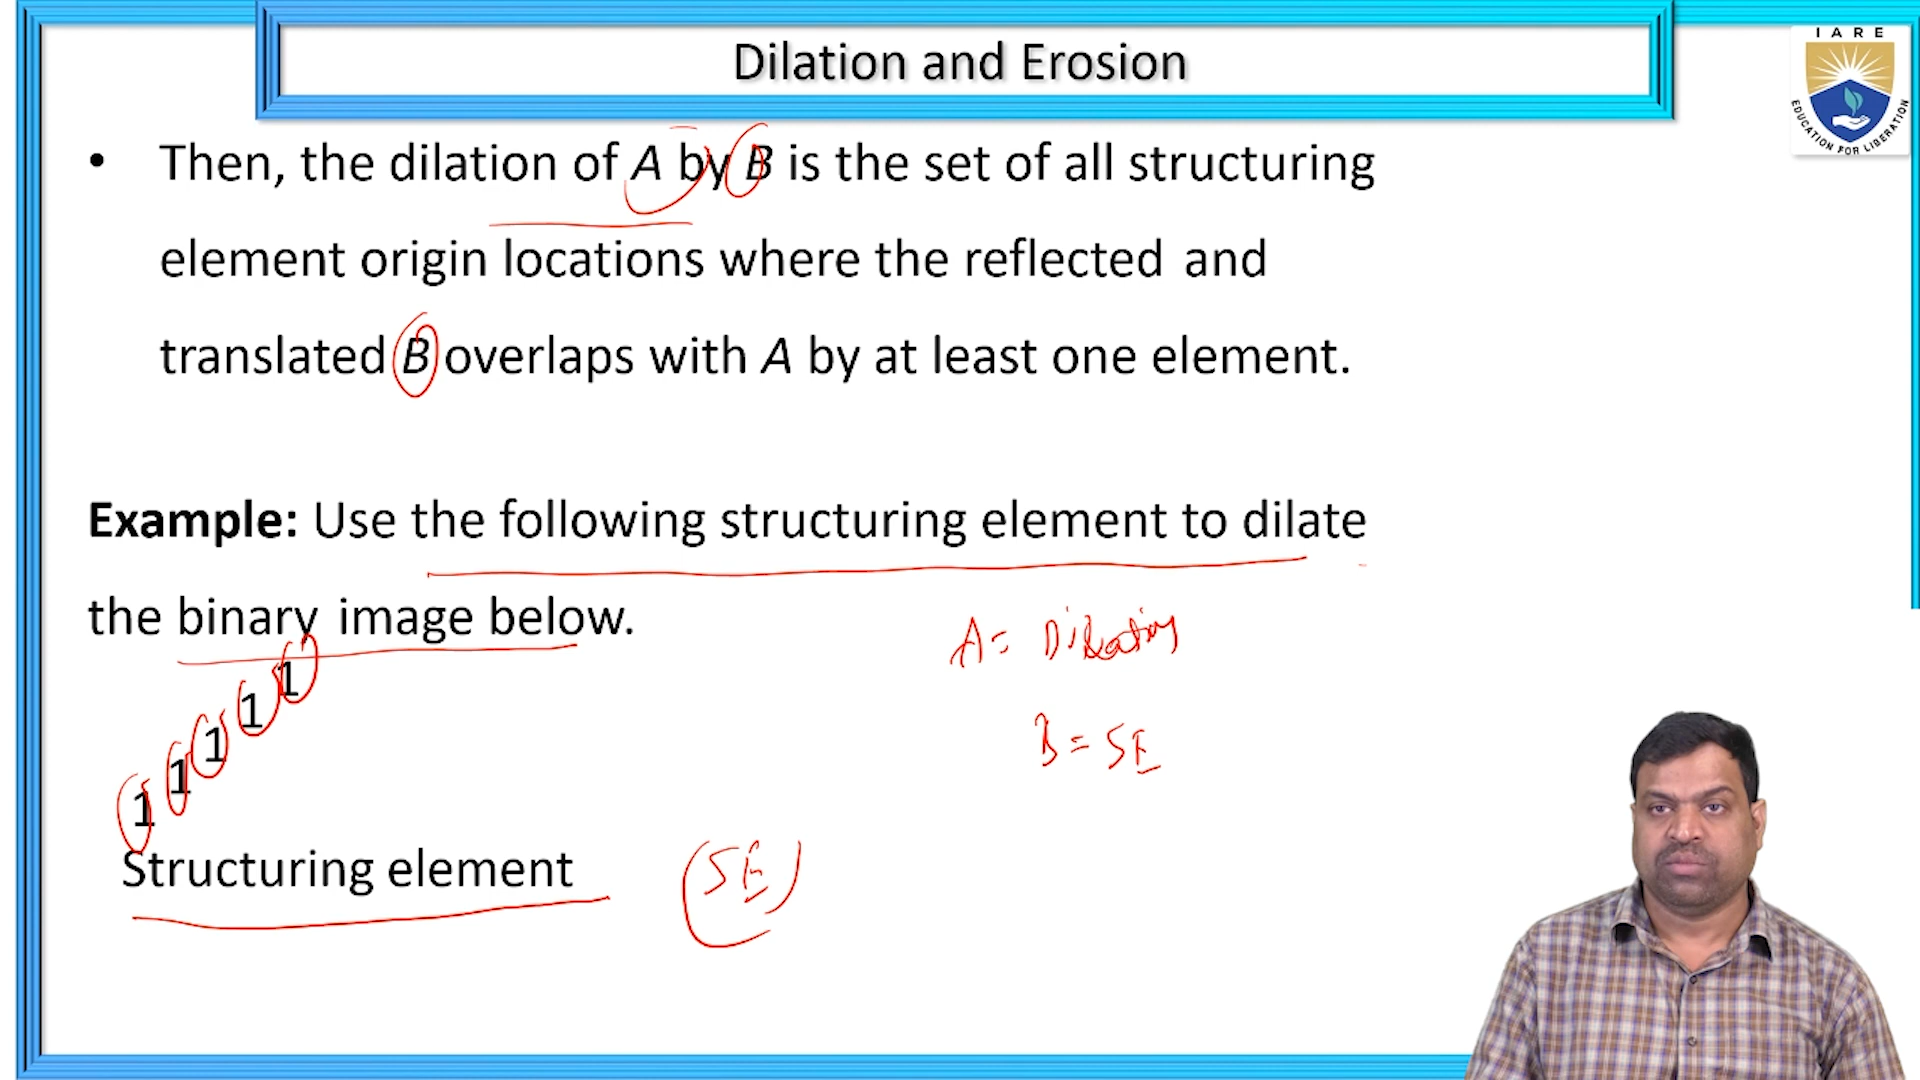 Dilation and Erosion
IARE
EDUCATION FOR LIBERATION
• Then, the dilation of A by B is the set of all structuring
element origin locations where the reflected and
translated B overlaps with A by at least one element.
Example: Use the following structuring element to dilate
the binary image below.
A = Dilating
B = SE
1
1
1
1
1
Structuring element
SE